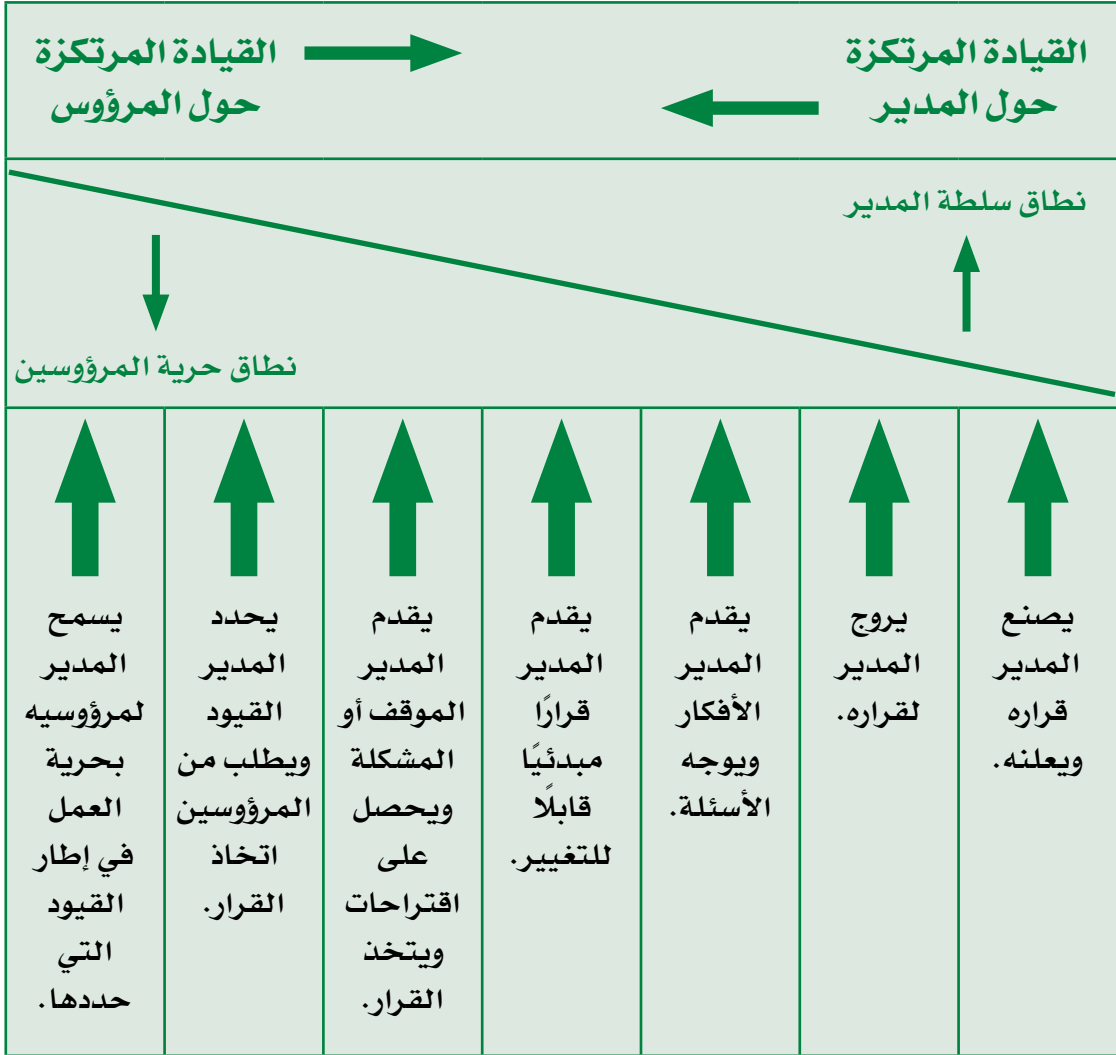 القيادة المرتكزة
حول المدير
القيادة المرتكزة
حول المرؤوس
نطاق سلطة المدير
نطاق حرية المرؤوسين
يصنع
المدير
قراره
ويعلنه.
يروج
المدير
لقراره.
يقدم
المدير
الأفكار
ويوجه
الأسئلة.
يقدم
المدير
قرارًا
مبدئيًا
قابلًا
للتغيير.
يقدم
المدير
الموقف أو
المشكلة
ويحصل
على
اقتراحات
ويتخذ
القرار.
يحدد
المدير
القيود
ويطلب من
المرؤوسين
اتخاذ
القرار.
يسمح
المدير
لمرؤوسيه
بحرية
العمل
في إطار
القيود
التي
حددها.